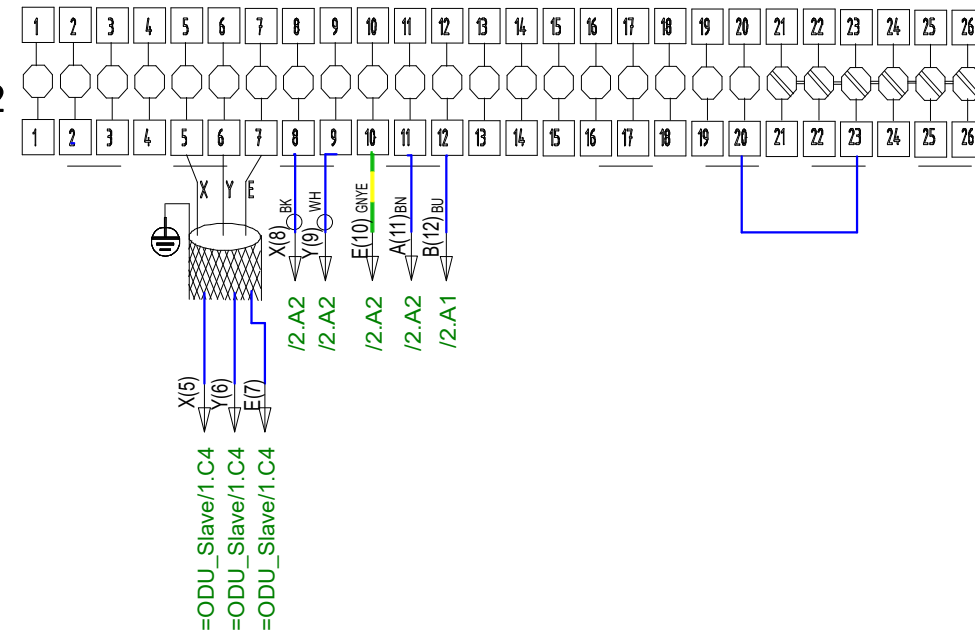 1 2 3 4 5 6 7 8 9 10 11 12 13 14 15 16 17 18 19 20 21 22 23 24 25 26
2
1 2 3 4 5 6 7 8 9 10 11 12 13 14 15 16 17 18 19 20 21 22 23 24 25 26
X Y E
X(8) BK
Y(9) WH
E(10) GNYE
A(11) BN
B(12) BU
/2.A2
/2.A2
/2.A2
/2.A2
/2.A1
X(5)
Y(6)
E(7)
=ODU_Slave/1.C4
=ODU_Slave/1.C4
=ODU_Slave/1.C4